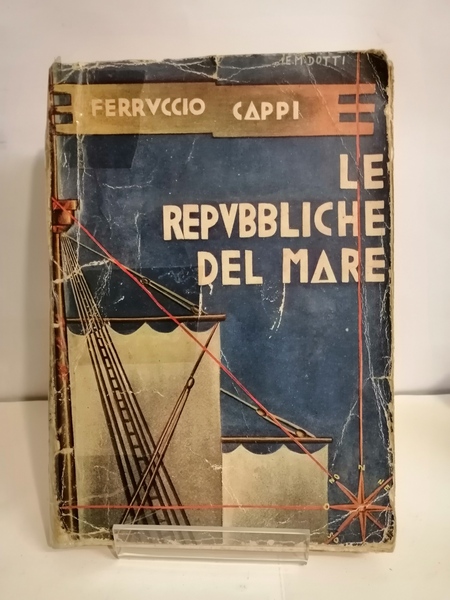 E.M.DOTTI
FERRVCCIO CAPPI
LE
REPVBBLICHE
DEL MARE